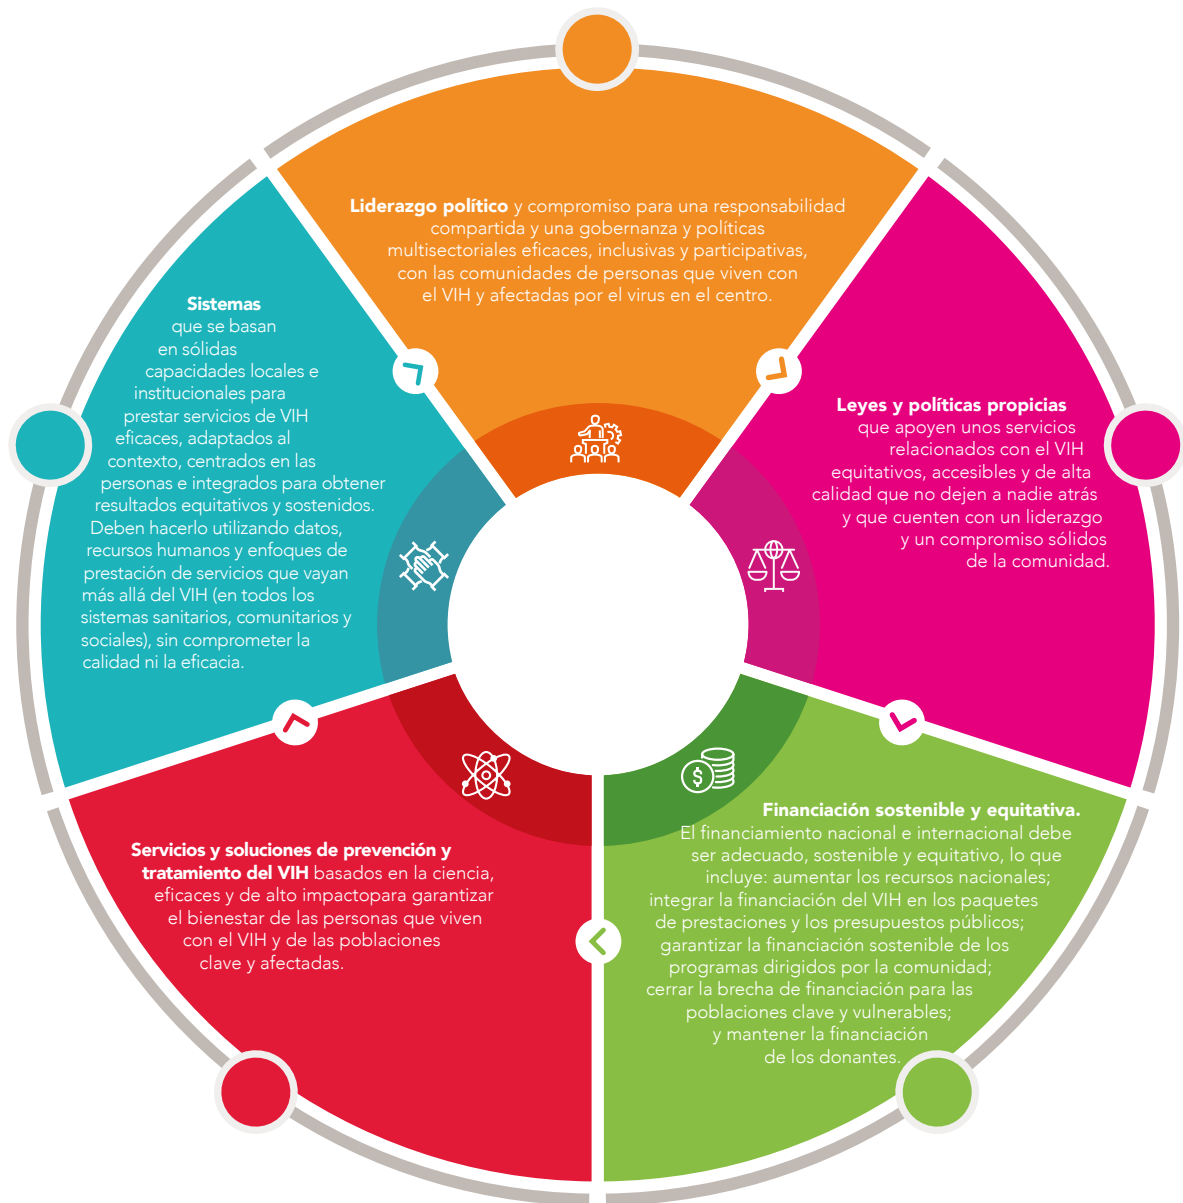 Liderazgo político y compromiso para una responsabilidad
compartida y una gobernanza y políticas
multisectoriales eficaces, inclusivas y participativas,
con las comunidades de personas que viven con
el VIH y afectadas por el virus en el centro.
Leyes y políticas propicias
que apoyen unos servicios
relacionados con el VIH
equitativos, accesibles y de alta
calidad que no dejen a nadie atrás
y que cuenten con un liderazgo
y un compromiso sólidos
de la comunidad.
Financiación sostenible y equitativa.
El financiamiento nacional e internacional debe
ser adecuado, sostenible y equitativo, lo que
incluye: aumentar los recursos nacionales;
integrar la financiación del VIH en los paquetes
de prestaciones y los presupuestos públicos;
garantizar la financiación sostenible de los
programas dirigidos por la comunidad;
cerrar la brecha de financiación para las
poblaciones clave y vulnerables;
y mantener la financiación
de los donantes.
Servicios y soluciones de prevención y
tratamiento del VIH basados en la ciencia,
eficaces y de alto impactopara garantizar
el bienestar de las personas que viven
con el VIH y de las poblaciones
clave y afectadas.
Sistemas
que se basan
en sólidas
capacidades locales e
institucionales para
prestar servicios de VIH
eficaces, adaptados al
contexto, centrados en las
personas e integrados para obtener
resultados equitativos y sostenidos.
Deben hacerlo utilizando datos,
recursos humanos y enfoques de
prestación de servicios que vayan
más allá del VIH (en todos los
sistemas sanitarios, comunitarios y
sociales), sin comprometer la
calidad ni la eficacia.
$